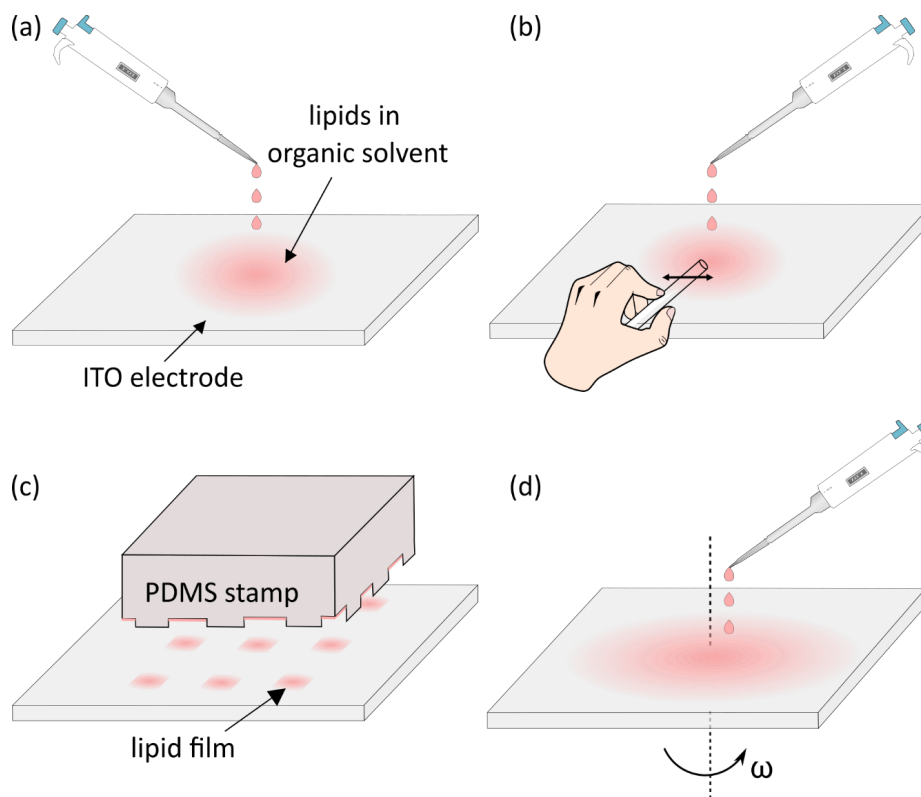 (a)
lipids in
organic solvent
ITO electrode
(b)
(c)
PDMS stamp
lipid film
(d)
ω